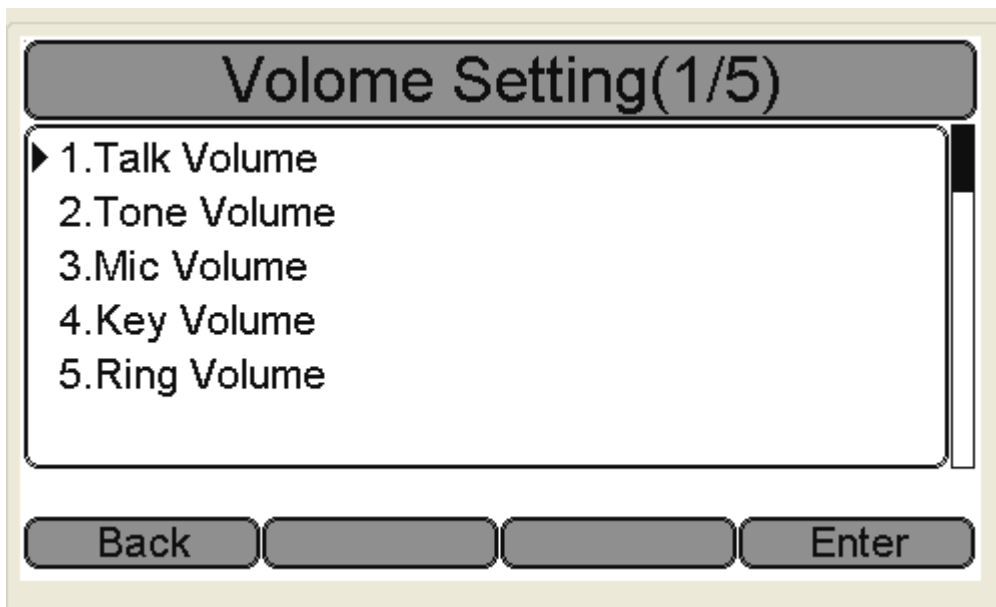 Volome Setting(1/5)
1.Talk Volume
2.Tone Volume
3.Mic Volume
4.Key Volume
5.Ring Volume
Back Enter